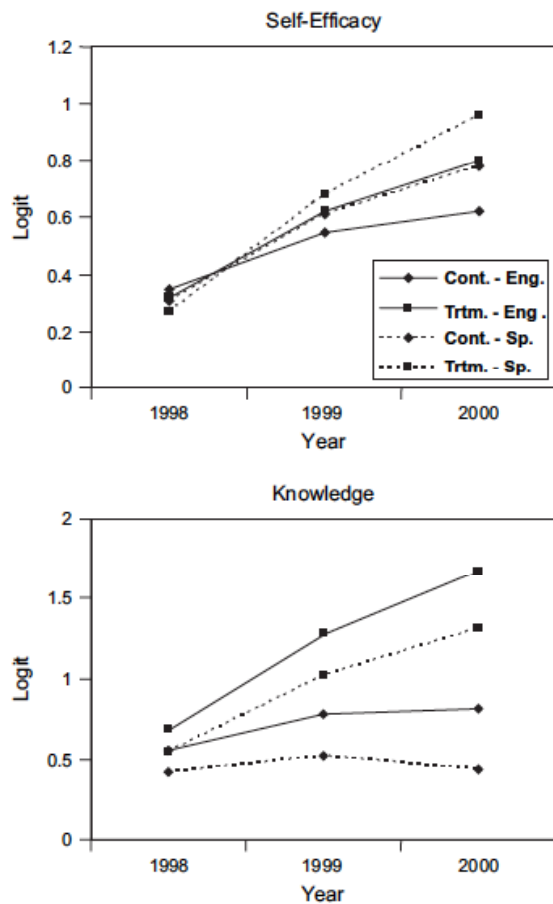 Self-Efficacy
1.2
1
0.8
0.6
0.4
0.2
0
Logit
Cont. - Eng.
Trtm. - Eng .
Cont. - Sp.
Trtm. - Sp.
1998 1999 2000
Year
Knowledge
2
1.5
1
0.5
0
Logit
1998 1999 2000
Year